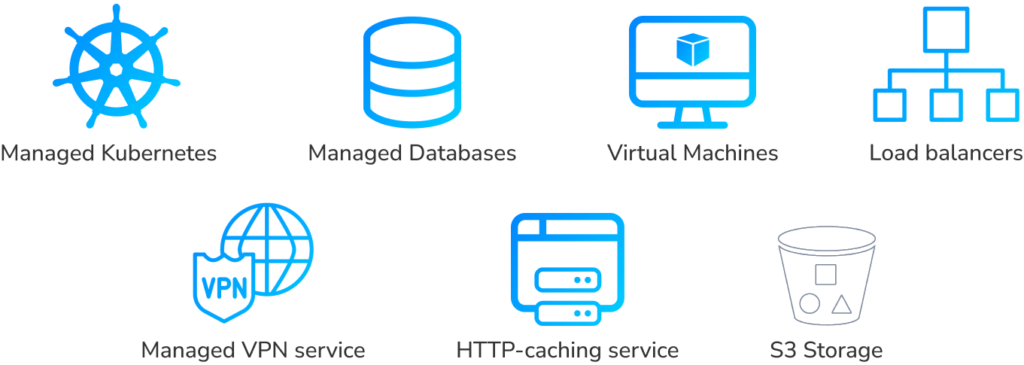 Managed Kubernetes
Managed Databases
Virtual Machines
Load balancers
VPN
Managed VPN service
HTTP-caching service
S3 Storage